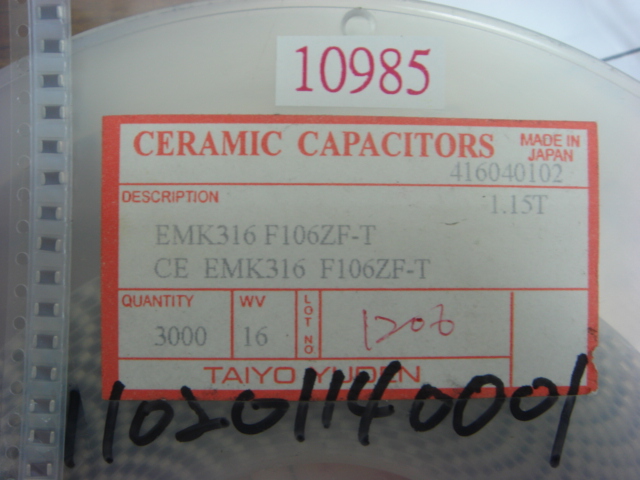 10985
CERAMIC CAPACITORS MADE IN JAPAN
416040102
DESCRIPTION 1.15T
EMK316 F106ZF-T
CE EMK316 F106ZF-T
QUANTITY WV LOT NO
3000 16 1206
TAIYO YUDEN
110201140001